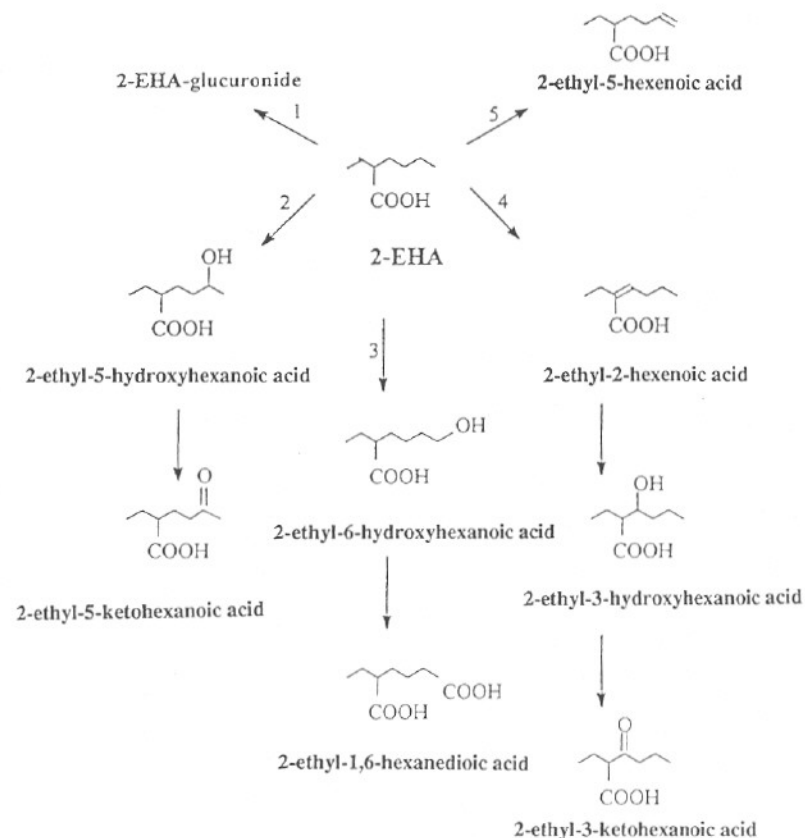 COOH
2-ethyl-5-hexenoic acid
2-EHA-glucuronide
1
5
COOH
2-EHA
2
4
OH
COOH
2-ethyl-5-hydroxyhexanoic acid
3
COOH
2-ethyl-2-hexenoic acid
OH
COOH
2-ethyl-6-hydroxyhexanoic acid
O
COOH
2-ethyl-5-ketohexanoic acid
OH
COOH
2-ethyl-3-hydroxyhexanoic acid
COOH
COOH
2-ethyl-1,6-hexanedioic acid
O
COOH
2-ethyl-3-ketohexanoic acid